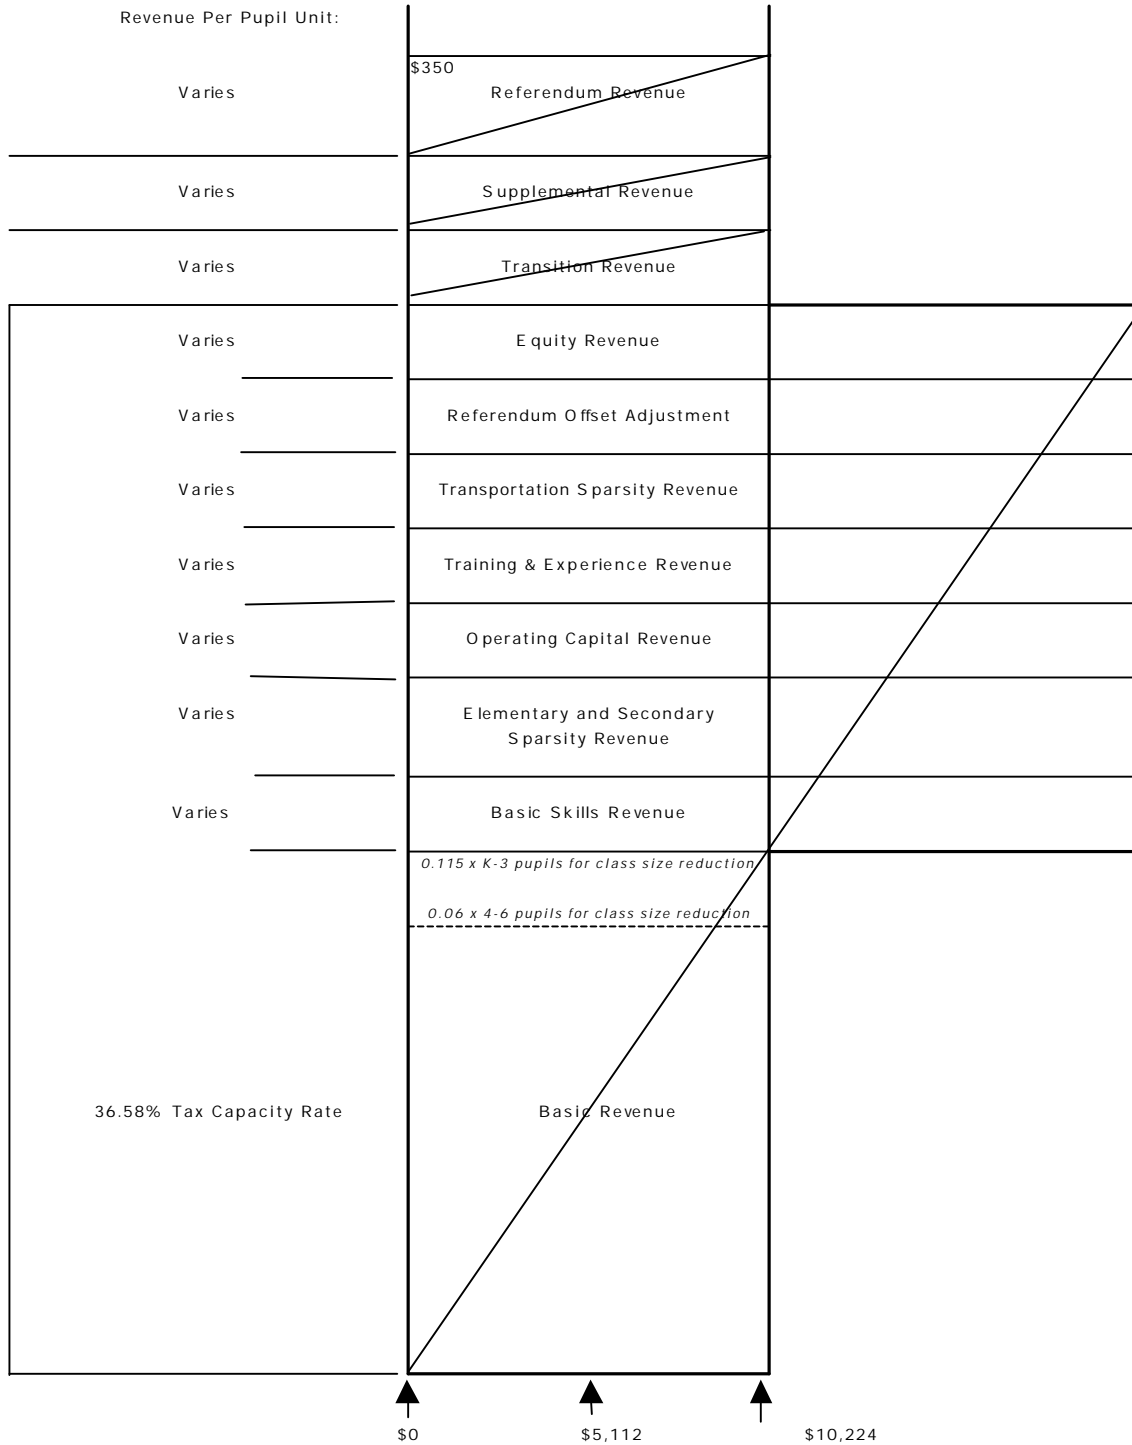 Revenue Per Pupil Unit:
$350
Varies Referendum Revenue
Varies Supplemental Revenue
Varies Transition Revenue
Varies Equity Revenue
Varies Referendum Offset Adjustment
Varies Transportation Sparsity Revenue
Varies Training & Experience Revenue
Varies Operating Capital Revenue
Varies Elementary and Secondary
Sparsity Revenue
Varies Basic Skills Revenue
0.115 x K-3 pupils for class size reduction
0.06 x 4-6 pupils for class size reduction
36.58% Tax Capacity Rate Basic Revenue
$0 $5,112 $10,224